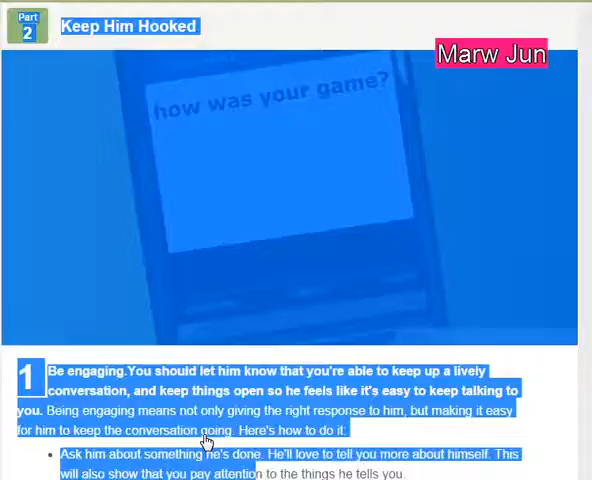 Part
2
Keep Him Hooked
Marw Jun
how was your game?
1
Be engaging.You should let him know that you're able to keep up a lively
conversation, and keep things open so he feels like it's easy to keep talking to
you. Being engaging means not only giving the right response to him, but making it easy
for him to keep the conversation going. Here's how to do it:
• Ask him about something he's done. He'll love to tell you more about himself. This
will also show that you pay attention to the things he tells you.